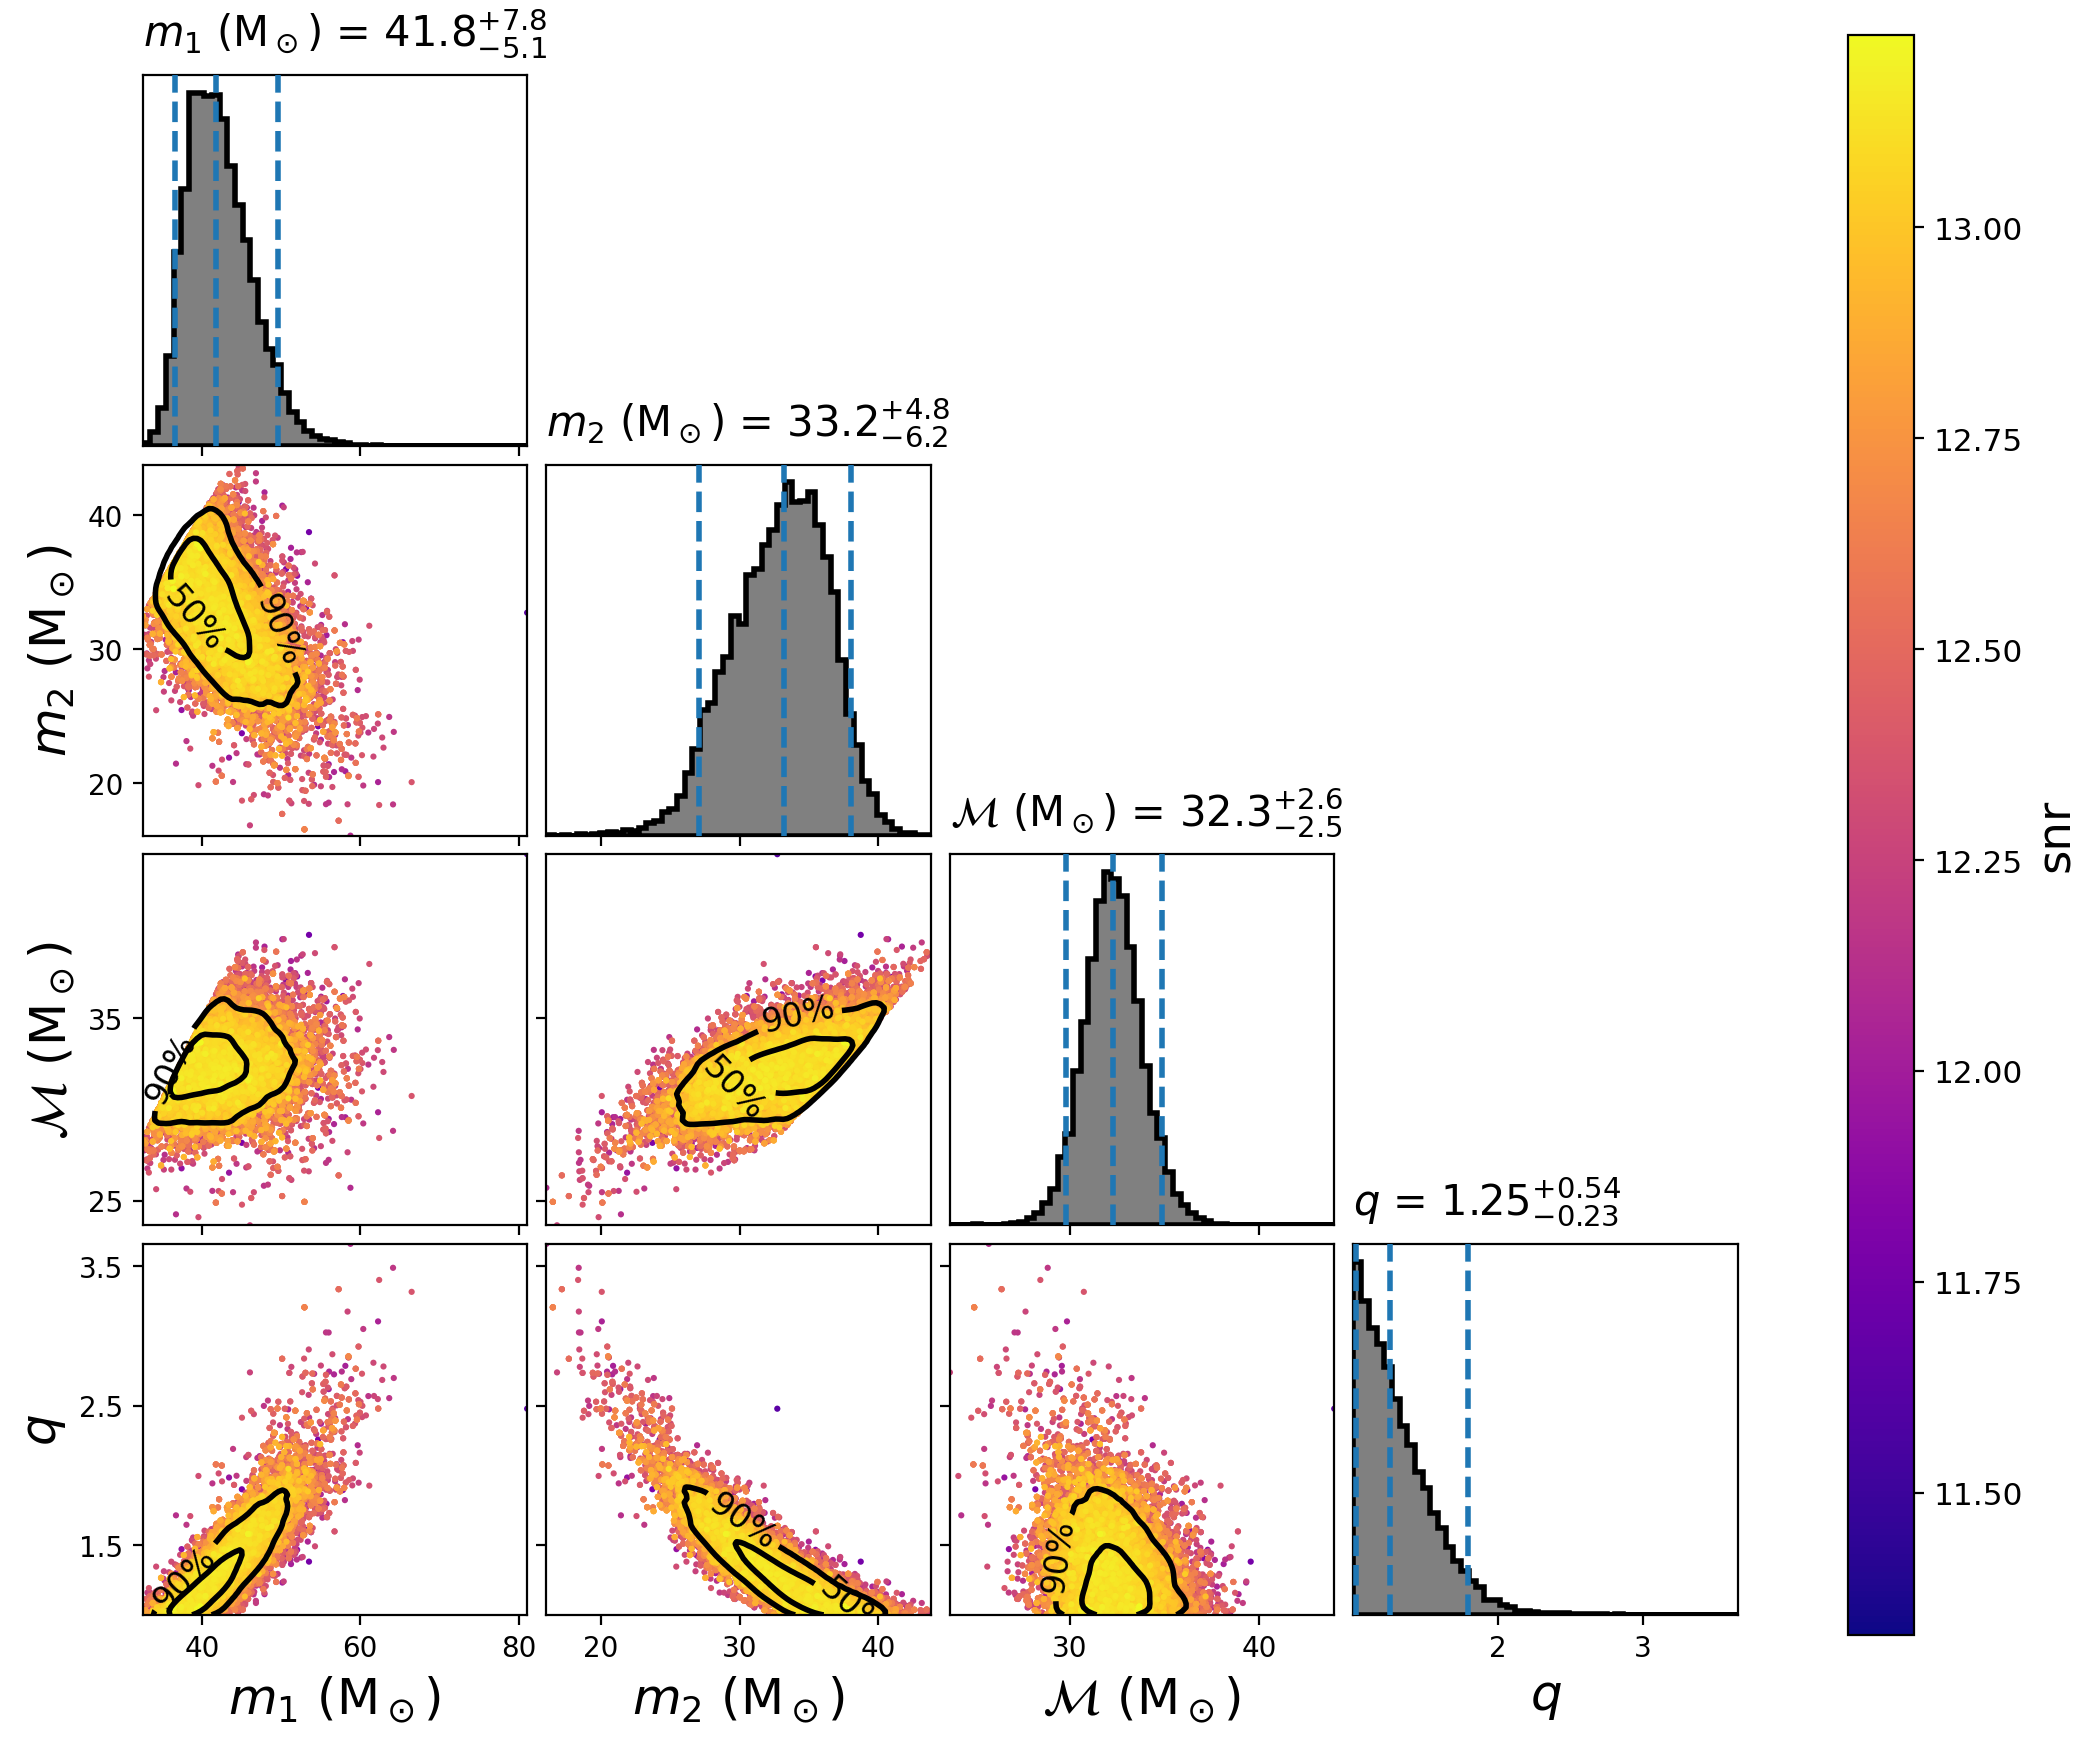 m₁ (M⊙) = 41.8 +7.8 −5.1
13.00
12.75
12.50
12.25
12.00
11.75
11.50
snr
m₂ (M⊙) = 33.2 +4.8 −6.2
m₂ (M⊙)
40
30
20
50%
90%
ℳ (M⊙) = 32.3 +2.6 −2.5
ℳ (M⊙)
35
25
90%
50%
90%
q = 1.25 +0.54 −0.23
q
3.5
2.5
1.5
90%
90%
50%
90%
40 60 80
20 30 40
30 40
2 3
m₁ (M⊙)
m₂ (M⊙)
ℳ (M⊙)
q